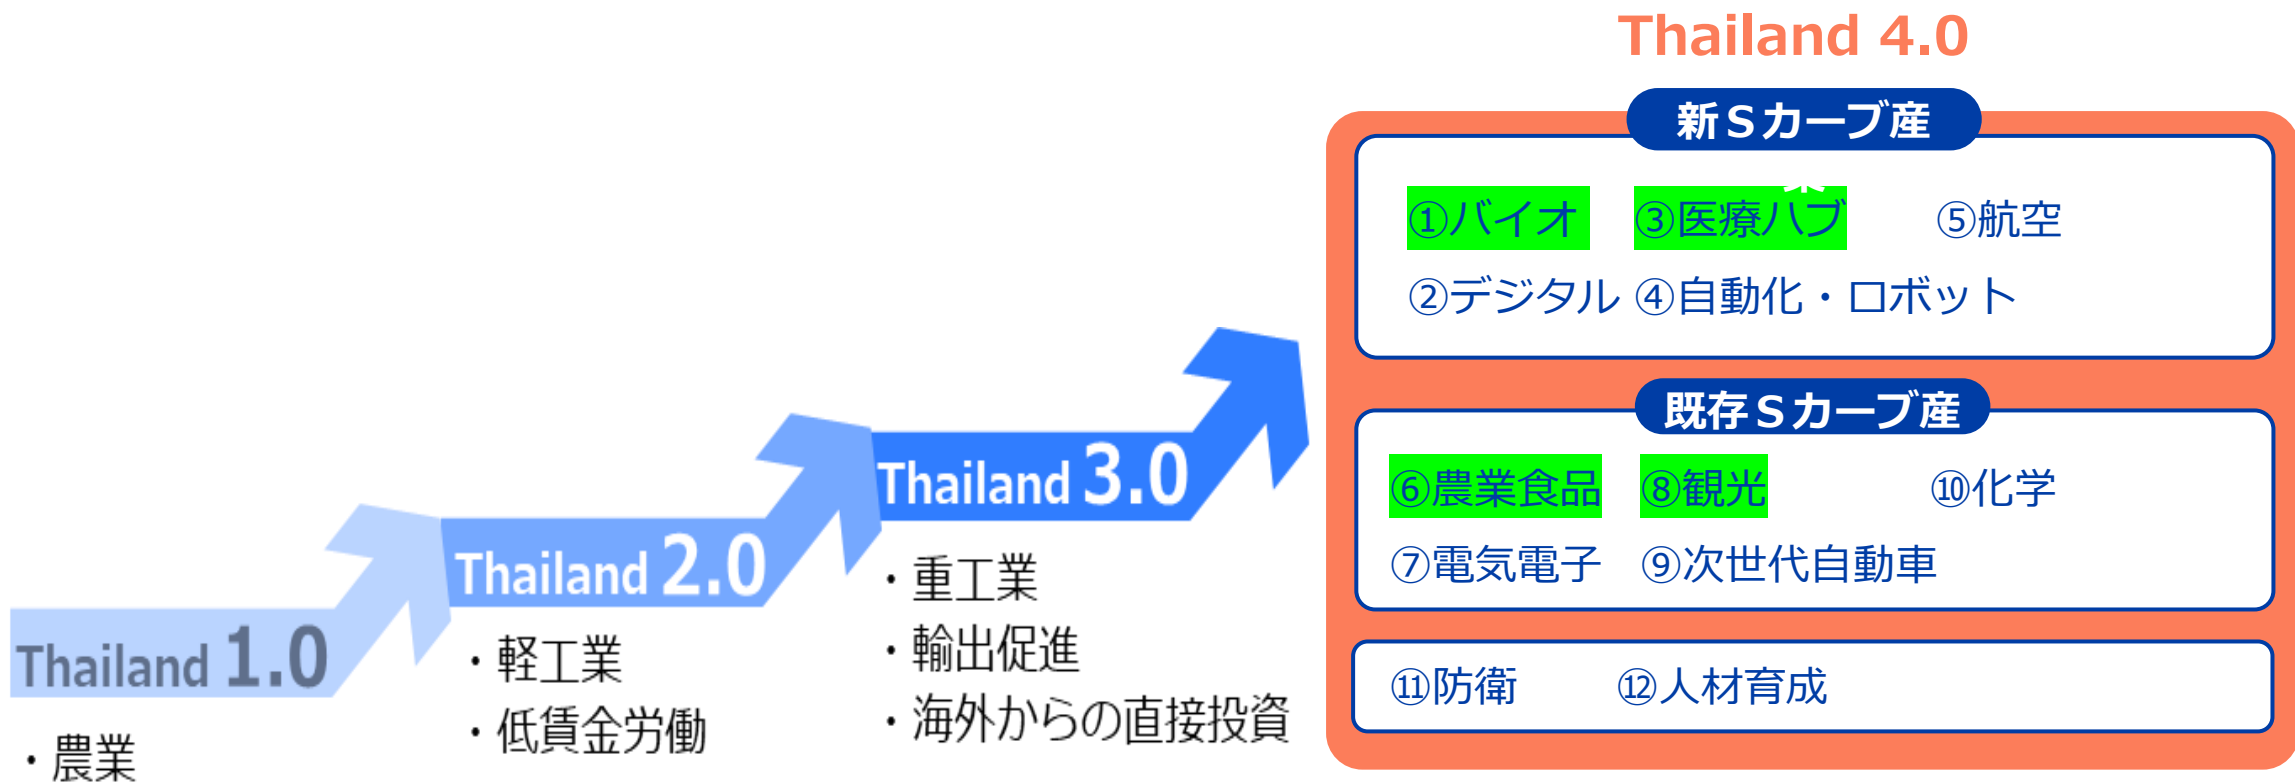 Thailand 4.0
新Ｓカーブ産
業
①バイオ ③医療ハブ ⑤航空
②デジタル ④自動化・ロボット
既存Ｓカーブ産
⑥農業食品 ⑧観光 ⑩化学
⑦電気電子 ⑨次世代自動車
⑪防衛 ⑫人材育成
Thailand 3.0
・重工業
・輸出促進
・海外からの直接投資
Thailand 2.0
・軽工業
・低賃金労働
Thailand 1.0
・農業